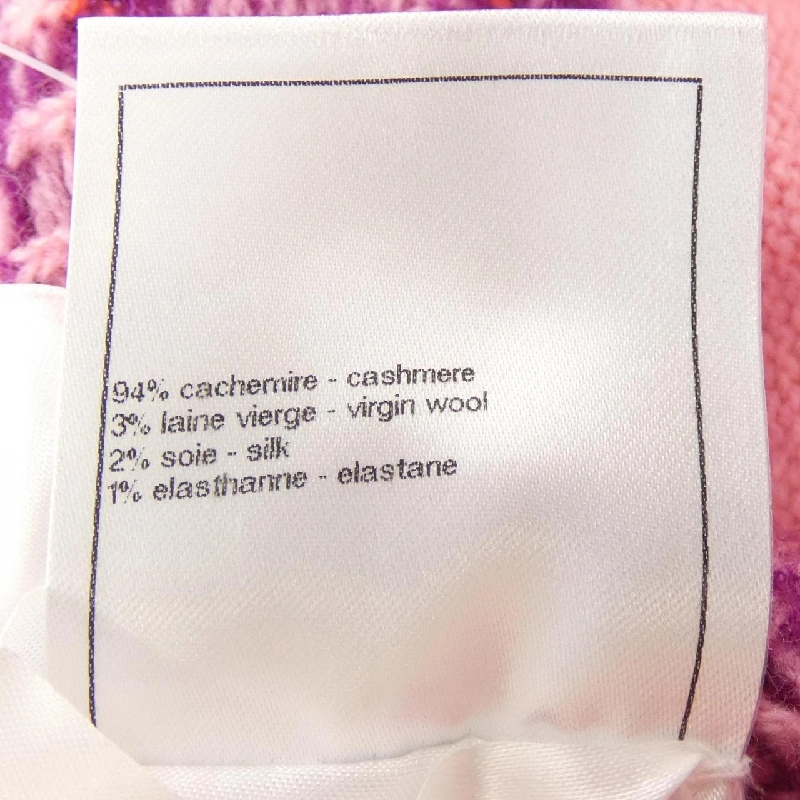 94% cachemire - cashmere
3% laine vierge - virgin wool
2% soie - silk
1% elasthanne - elastane